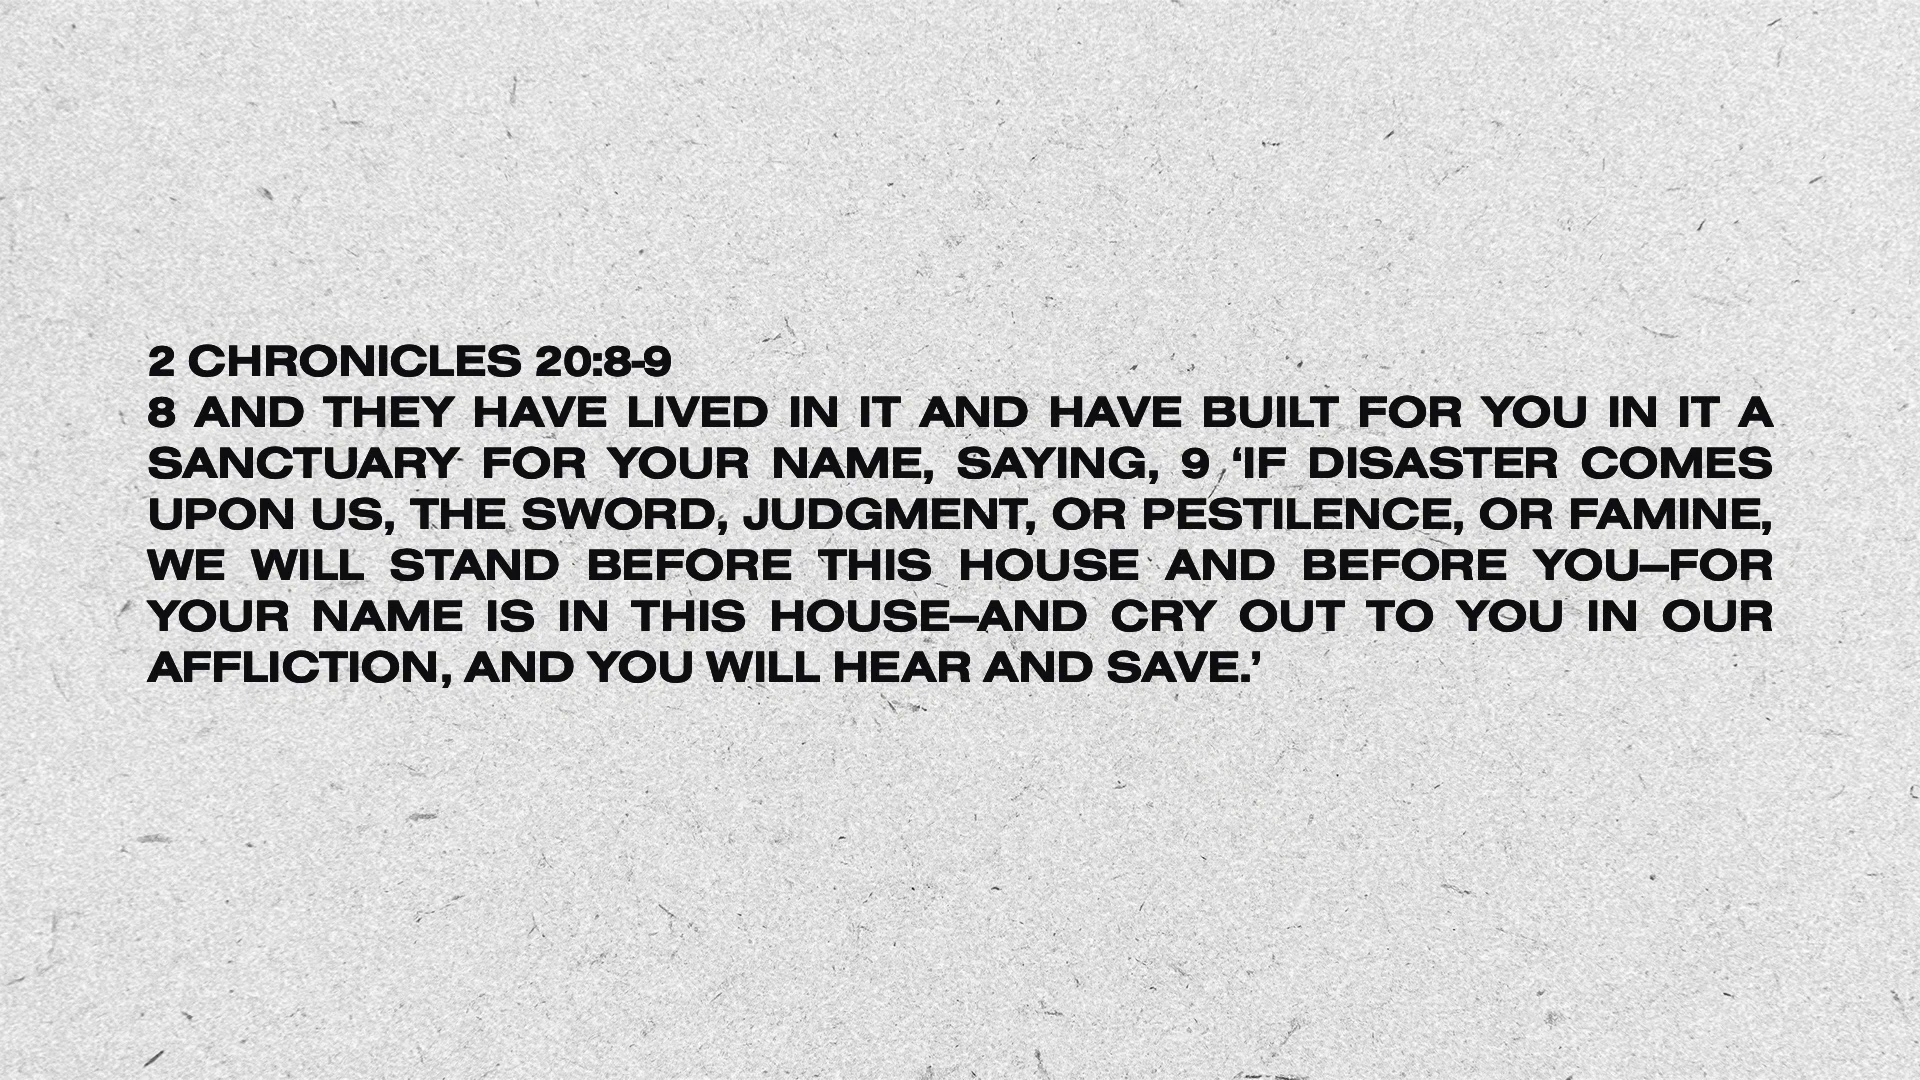 2 CHRONICLES 20:8-9
8 AND THEY HAVE LIVED IN IT AND HAVE BUILT FOR YOU IN IT A
SANCTUARY FOR YOUR NAME, SAYING, 9 ‘IF DISASTER COMES
UPON US, THE SWORD, JUDGMENT, OR PESTILENCE, OR FAMINE,
WE WILL STAND BEFORE THIS HOUSE AND BEFORE YOU—FOR
YOUR NAME IS IN THIS HOUSE—AND CRY OUT TO YOU IN OUR
AFFLICTION, AND YOU WILL HEAR AND SAVE.’